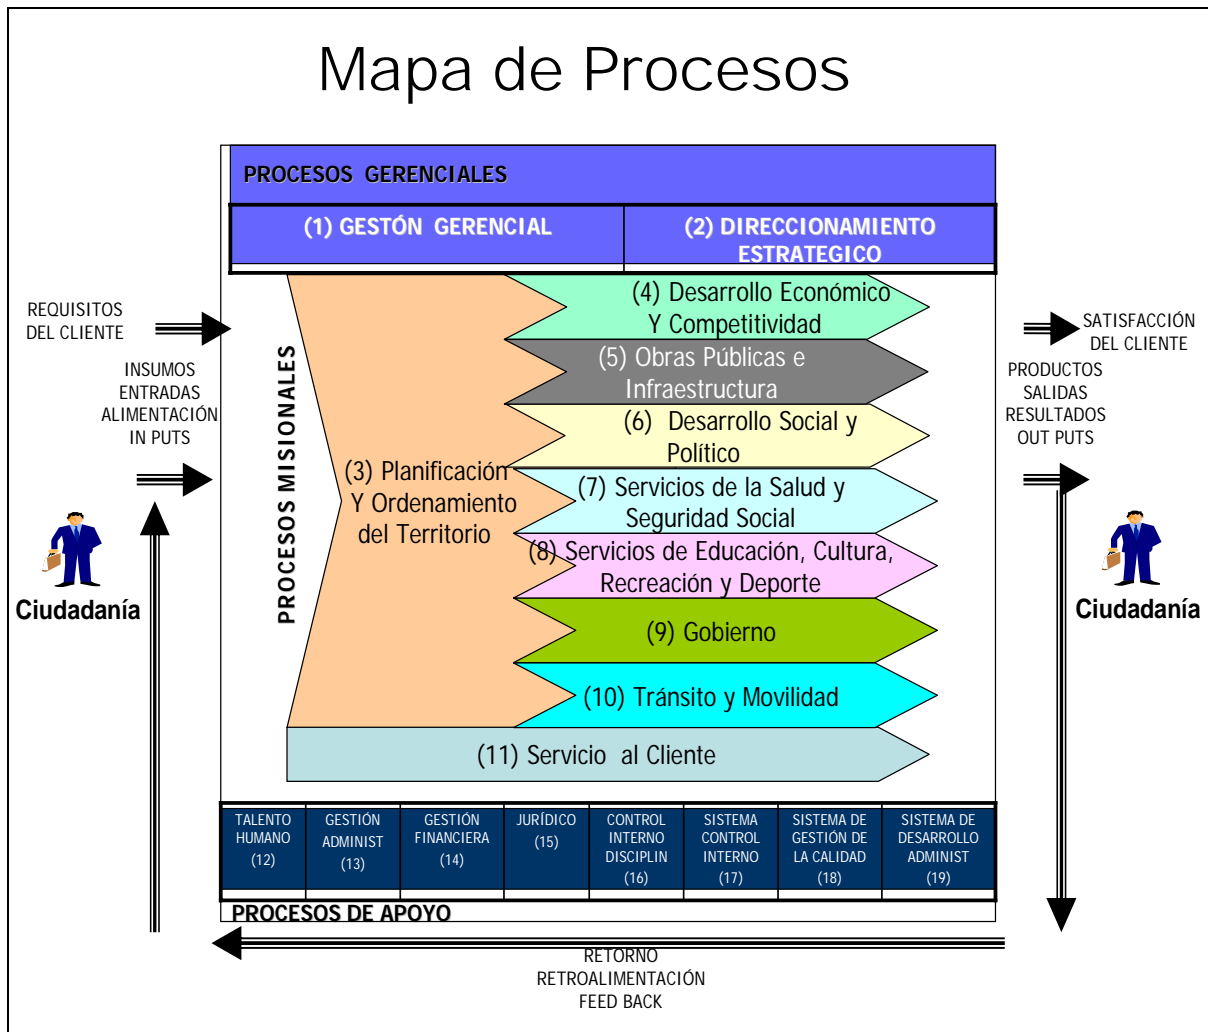 Mapa de Procesos
PROCESOS GERENCIALES
(1) GESTÓN GERENCIAL
(2) DIRECCIONAMIENTO
ESTRATEGICO
REQUISITOS
DEL CLIENTE
INSUMOS
ENTRADAS
ALIMENTACIÓN
IN PUTS
Ciudadanía
PROCESOS MISIONALES
(3) Planificación
Y Ordenamiento
del Territorio
(4) Desarrollo Económico
Y Competitividad
(5) Obras Públicas e
Infraestructura
(6) Desarrollo Social y
Político
(7) Servicios de la Salud y
Seguridad Social
(8) Servicios de Educación, Cultura,
Recreación y Deporte
(9) Gobierno
(10) Tránsito y Movilidad
(11) Servicio al Cliente
SATISFACCIÓN
DEL CLIENTE
PRODUCTOS
SALIDAS
RESULTADOS
OUT PUTS
Ciudadanía
TALENTO
HUMANO
(12)
GESTIÓN
ADMINIST
(13)
GESTIÓN
FINANCIERA
(14)
JURÍDICO
(15)
CONTROL
INTERNO
DISCIPLIN
(16)
SISTEMA
CONTROL
INTERNO
(17)
SISTEMA DE
GESTIÓN DE
LA CALIDAD
(18)
SISTEMA DE
DESARROLLO
ADMINIST
(19)
PROCESOS DE APOYO
RETORNO
RETROALIMENTACIÓN
FEED BACK